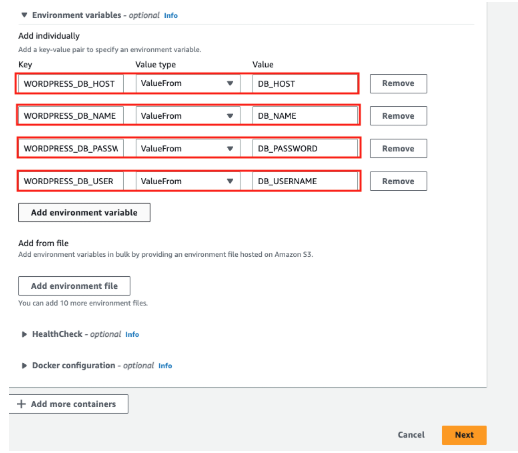 ▼ Environment variables - optional Info
Add individually
Add a key-value pair to specify an environment variable.
Key Value type Value
WORDPRESS_DB_HOST ValueFrom ▼ DB_HOST Remove
WORDPRESS_DB_NAME ValueFrom ▼ DB_NAME Remove
WORDPRESS_DB_PASSW ValueFrom ▼ DB_PASSWORD Remove
WORDPRESS_DB_USER ValueFrom ▼ DB_USERNAME Remove
Add environment variable
Add from file
Add environment variables in bulk by providing an environment file hosted on Amazon S3.
Add environment file
You can add 10 more environment files.
▶ HealthCheck - optional Info
▶ Docker configuration - optional Info
+ Add more containers
Cancel Next